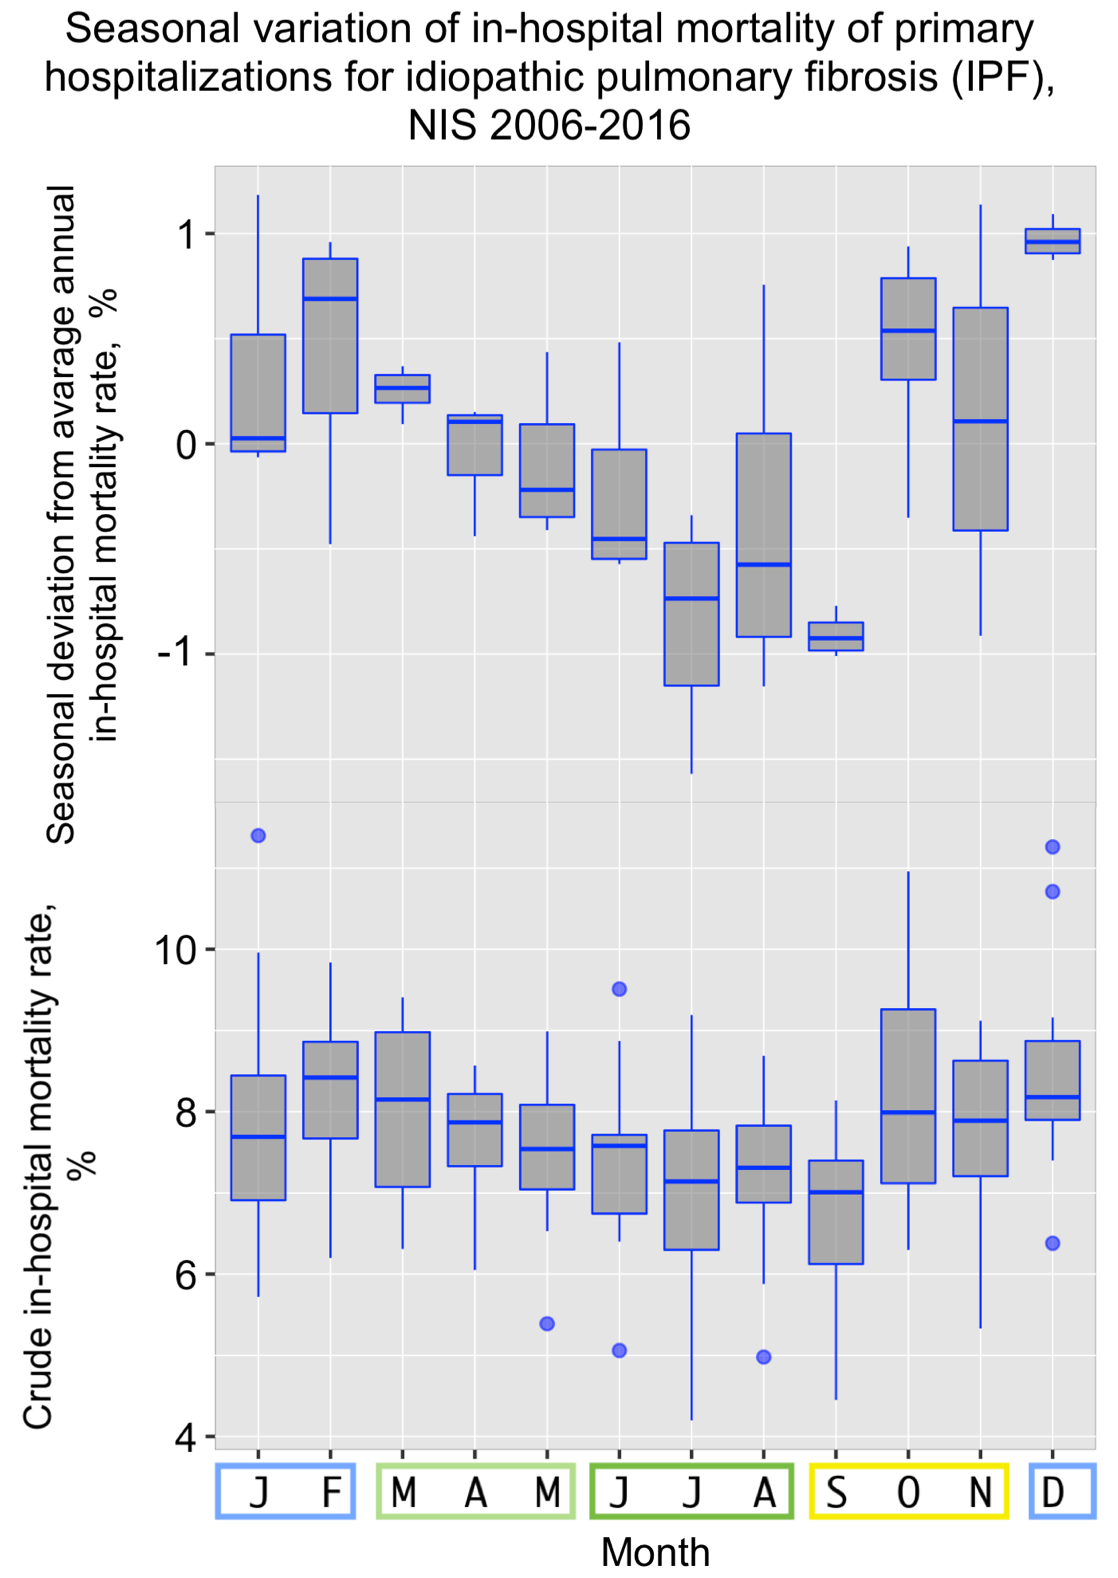 Seasonal variation of in-hospital mortality of primary
hospitalizations for idiopathic pulmonary fibrosis (IPF),
NIS 2006-2016
Seasonal deviation from avarage annual
in-hospital mortality rate, %
1
0
-1
Crude in-hospital mortality rate,
%
10
8
6
4
J F M A M J J A S O N D
Month